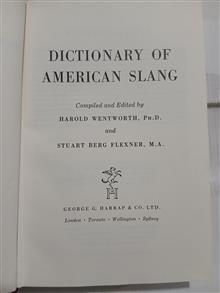 DICTIONARY OF
AMERICAN SLANG
Compiled and Edited by
HAROLD WENTWORTH, PH.D.
and
STUART BERG FLEXNER, M.A.
H
GEORGE G. HARRAP & CO. LTD.
London · Toronto · Wellington · Sydney